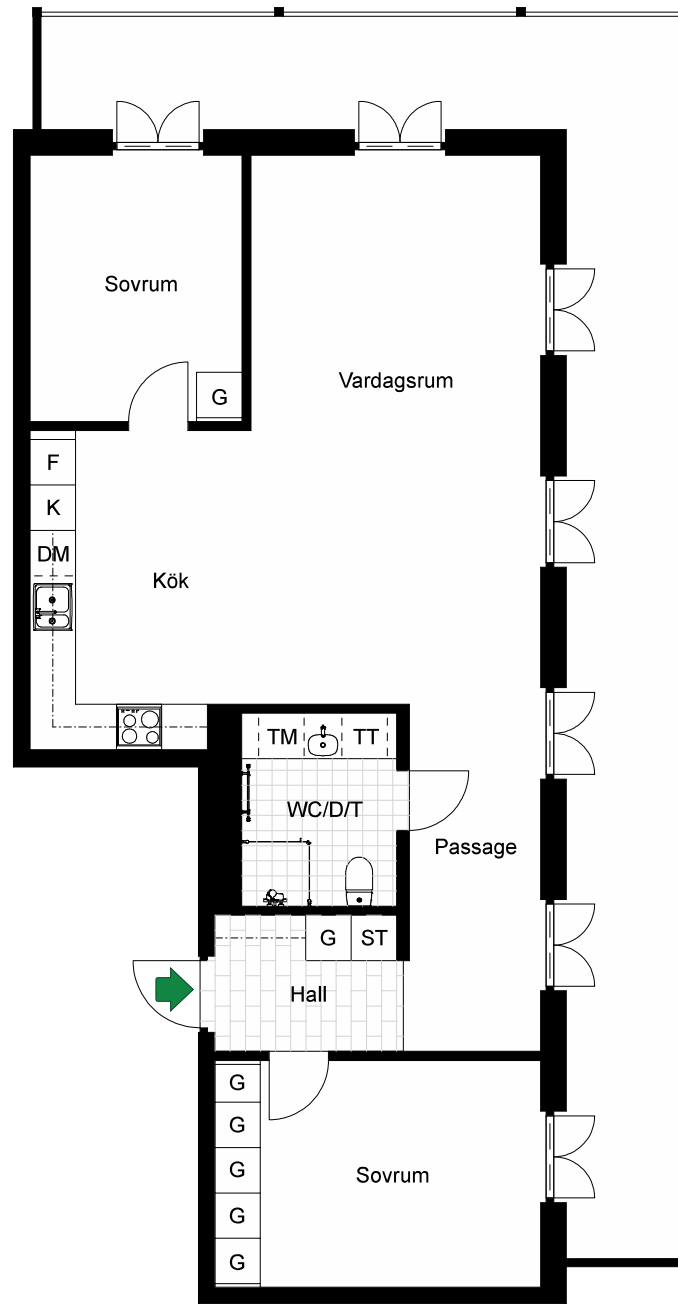 Sovrum
Vardagsrum
G
F
K
DM
Kök
TM
TT
WC/D/T
Passage
G
ST
Hall
G
G
G
G
G
Sovrum